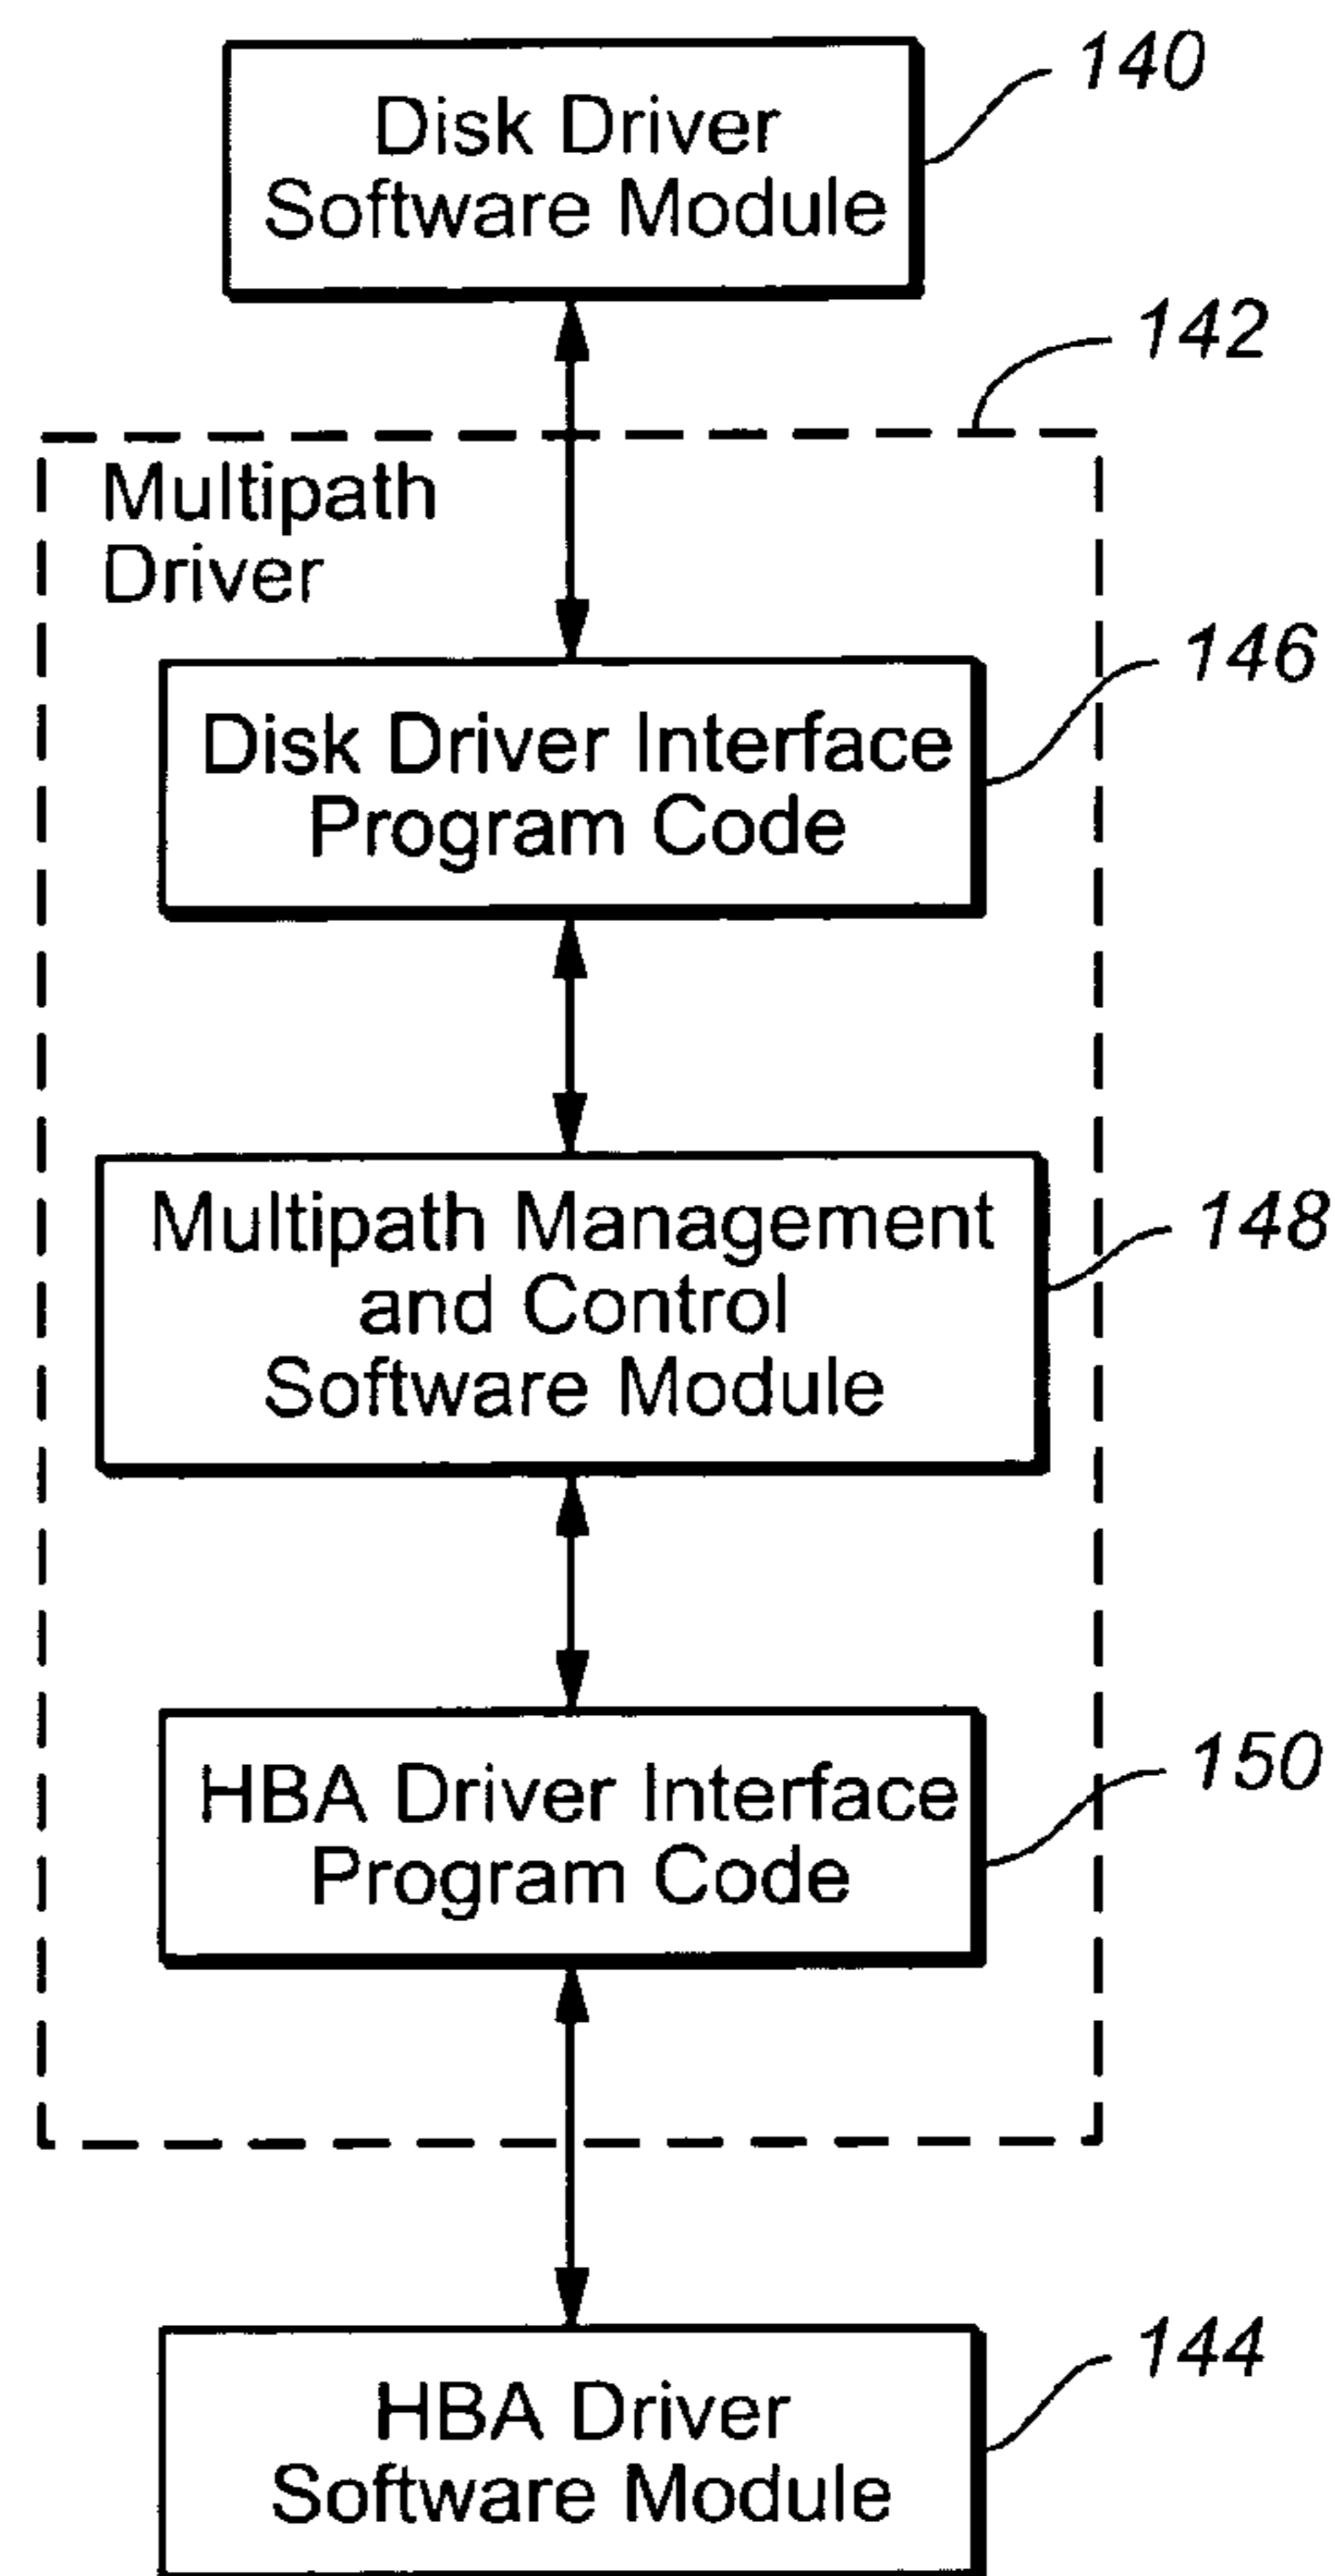 140
Disk Driver
Software Module
142
Multipath
Driver
146
Disk Driver Interface
Program Code
148
Multipath Management
and Control
Software Module
150
HBA Driver Interface
Program Code
144
HBA Driver
Software Module